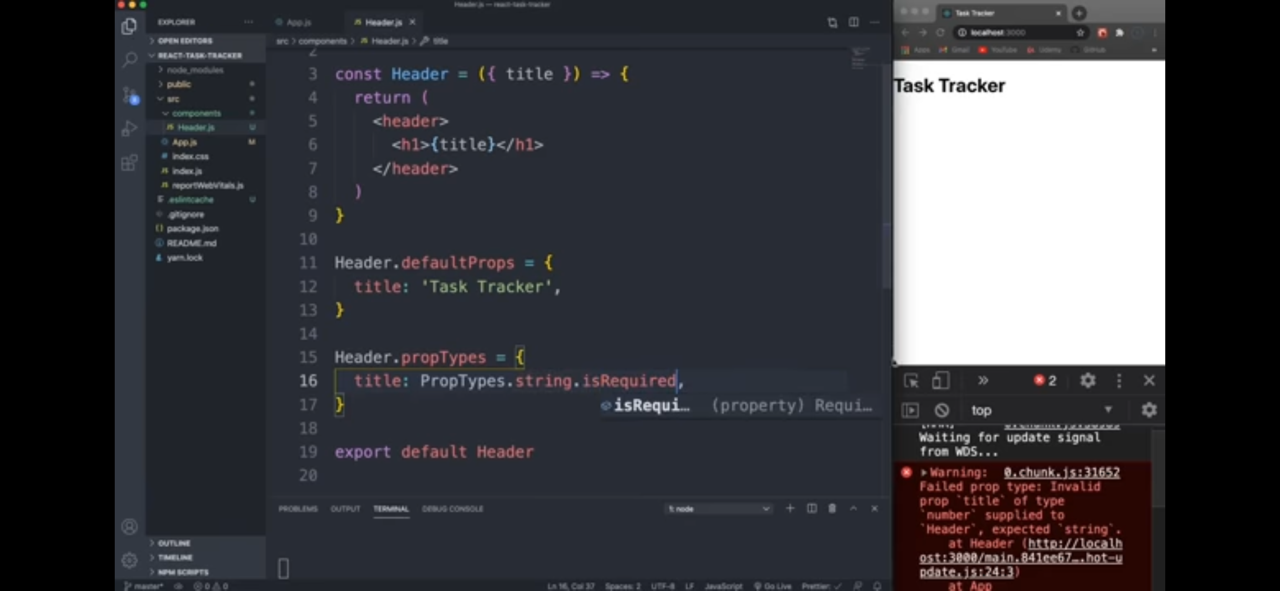 Header.js — react-task-tracker
EXPLORER
OPEN EDITORS
REACT-TASK-TRACKER
node_modules
public
src
components
Header.js U
App.js M
index.css
index.js
reportWebVitals.js
.eslintcache U
.gitignore
package.json
README.md
yarn.lock
OUTLINE
TIMELINE
NPM SCRIPTS
App.js
Header.js
src > components > Header.js > title
2
3 const Header = ({ title }) => {
4 return (
5 <header>
6 <h1>{title}</h1>
7 </header>
8 )
9 }
10
11 Header.defaultProps = {
12 title: 'Task Tracker',
13 }
14
15 Header.propTypes = {
16 title: PropTypes.string.isRequired,
17 }
isRequi… (property) Requi…
18
19 export default Header
20
PROBLEMS OUTPUT TERMINAL DEBUG CONSOLE
1: node
master*
0 0
Ln 16, Col 37 Spaces: 2 UTF-8 LF JavaScript Go Live Prettier: ✓
Task Tracker
localhost:3000
Apps Gmail YouTube Udemy GitHub
Task Tracker
2
top
Waiting for update signal
from WDS...
Warning: 0.chunk.js:31652
Failed prop type: Invalid
prop `title` of type
`number` supplied to
`Header`, expected `string`.
at Header (http://localh
ost:3000/main.841ee67….hot-u
pdate.js:24:3)
at App